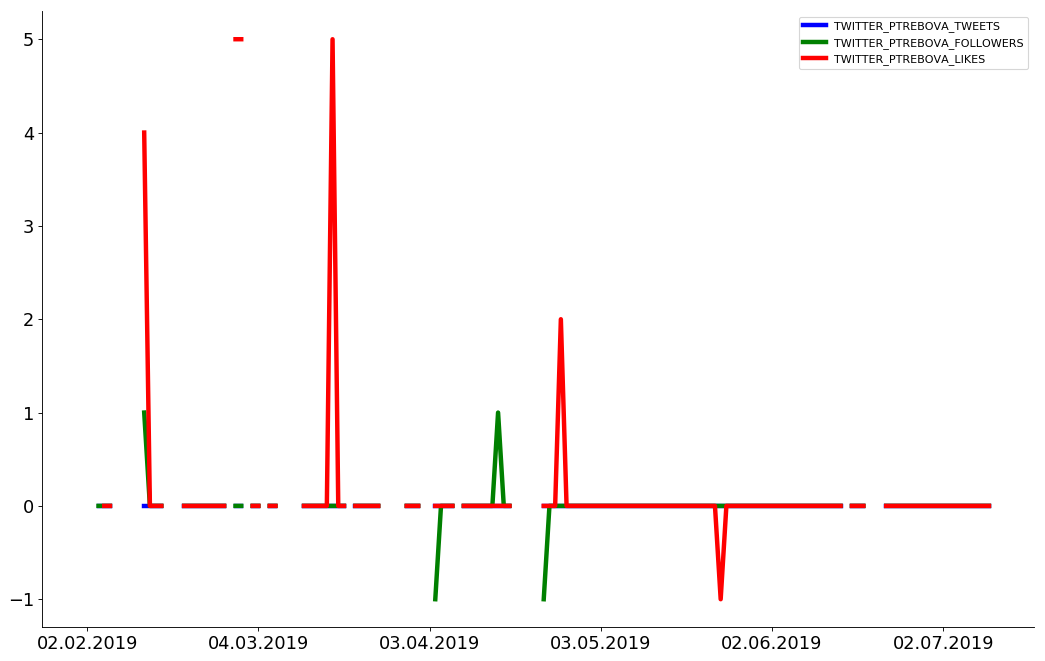 TWITTER_PTREBOVA_TWEETS
TWITTER_PTREBOVA_FOLLOWERS
TWITTER_PTREBOVA_LIKES
5
4
3
2
1
0
−1
02.02.2019 04.03.2019 03.04.2019 03.05.2019 02.06.2019 02.07.2019